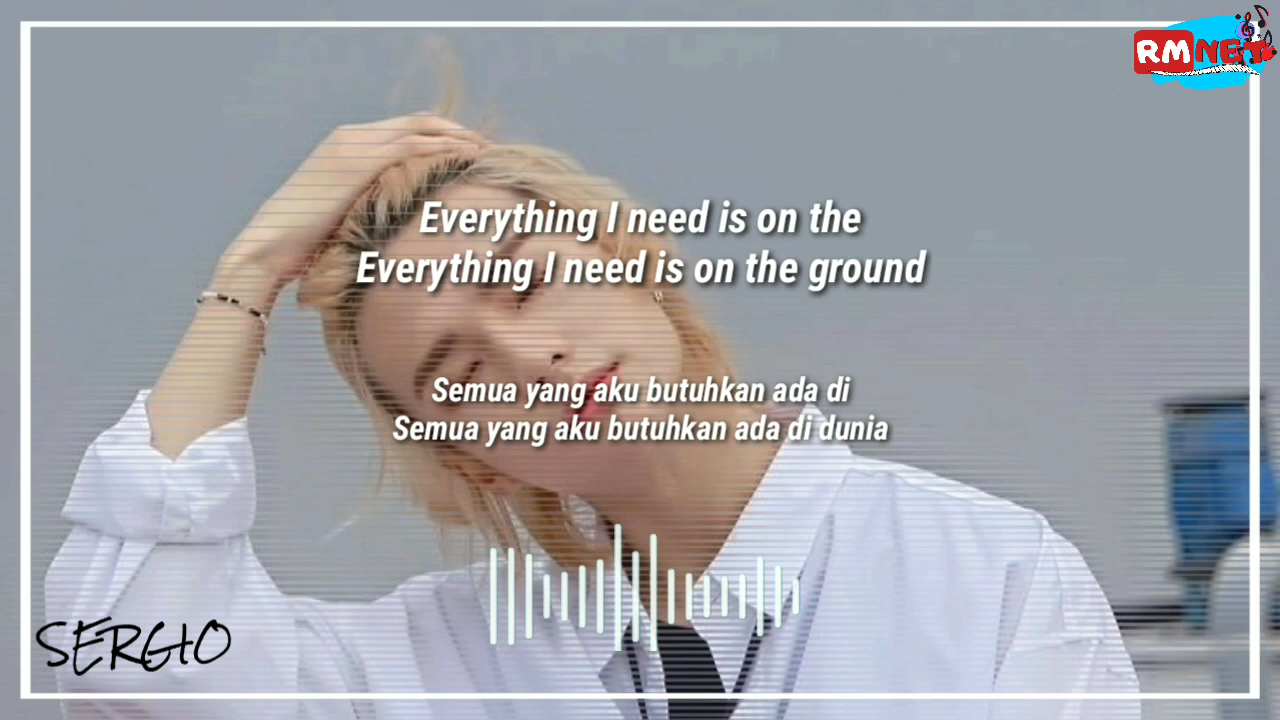 RMNET
Everything I need is on the
Everything I need is on the ground
Semua yang aku butuhkan ada di
Semua yang aku butuhkan ada di dunia
SERGIO